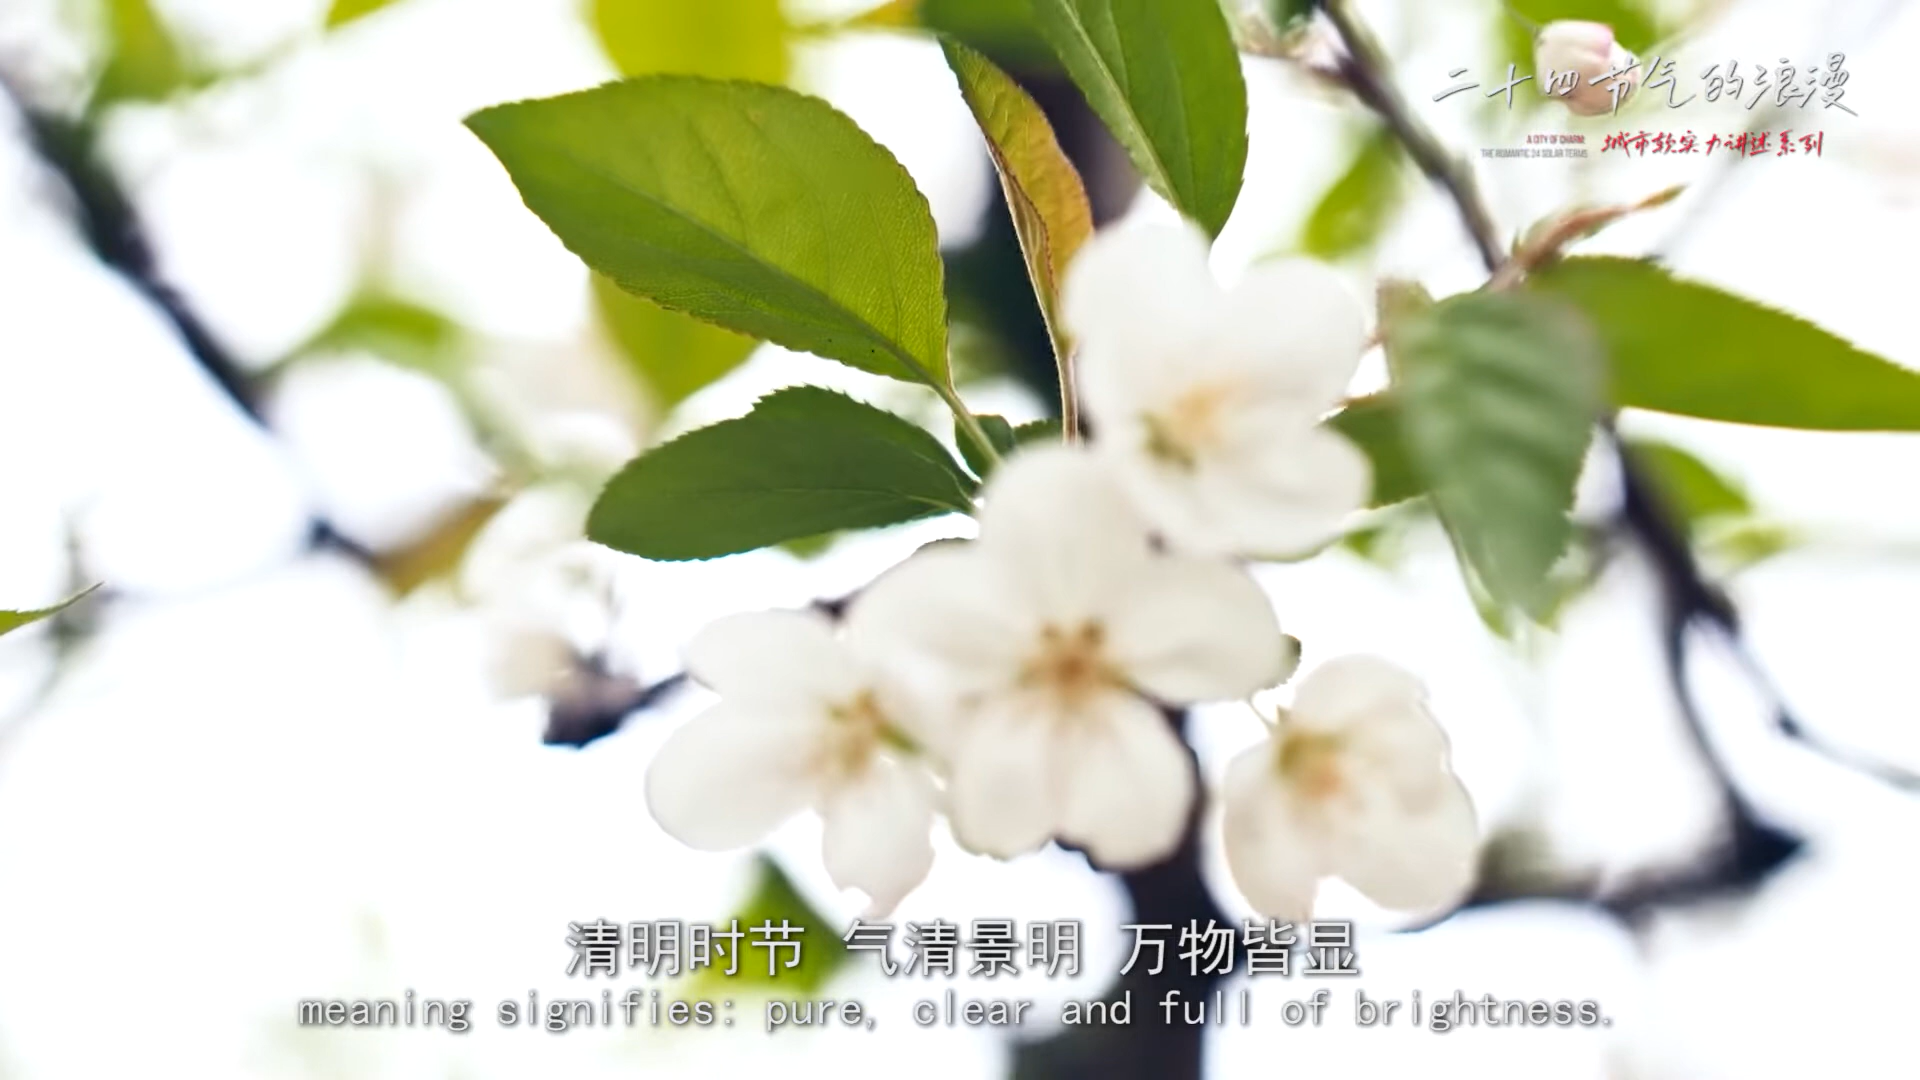 二十四节气的浪漫
A CITY OF CHARM:
THE ROMANTIC 24 SOLAR TERMS
城市软实力讲述系列
清明时节 气清景明 万物皆显
meaning signifies: pure, clear and full of brightness.